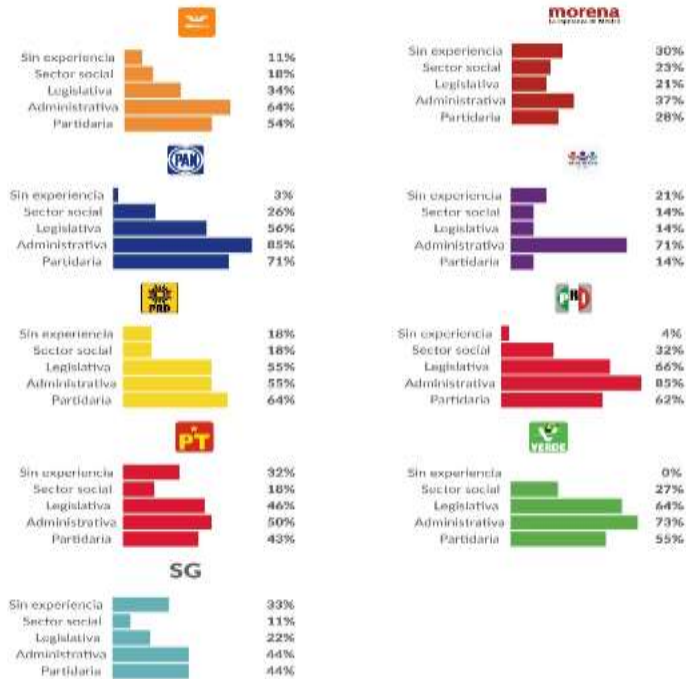 Sin experiencia 11%
Sector social 18%
Legislativa 34%
Administrativa 64%
Partidaria 54%
morena
La esperanza de México
Sin experiencia 30%
Sector social 23%
Legislativa 21%
Administrativa 37%
Partidaria 28%
PAN
Sin experiencia 3%
Sector social 26%
Legislativa 56%
Administrativa 85%
Partidaria 71%
Sin experiencia 21%
Sector social 14%
Legislativa 14%
Administrativa 71%
Partidaria 14%
PRD
Sin experiencia 18%
Sector social 18%
Legislativa 55%
Administrativa 55%
Partidaria 64%
PRI
Sin experiencia 4%
Sector social 32%
Legislativa 66%
Administrativa 85%
Partidaria 62%
PT
Sin experiencia 32%
Sector social 18%
Legislativa 46%
Administrativa 50%
Partidaria 43%
VERDE
Sin experiencia 0%
Sector social 27%
Legislativa 64%
Administrativa 73%
Partidaria 55%
SG
Sin experiencia 33%
Sector social 11%
Legislativa 22%
Administrativa 44%
Partidaria 44%